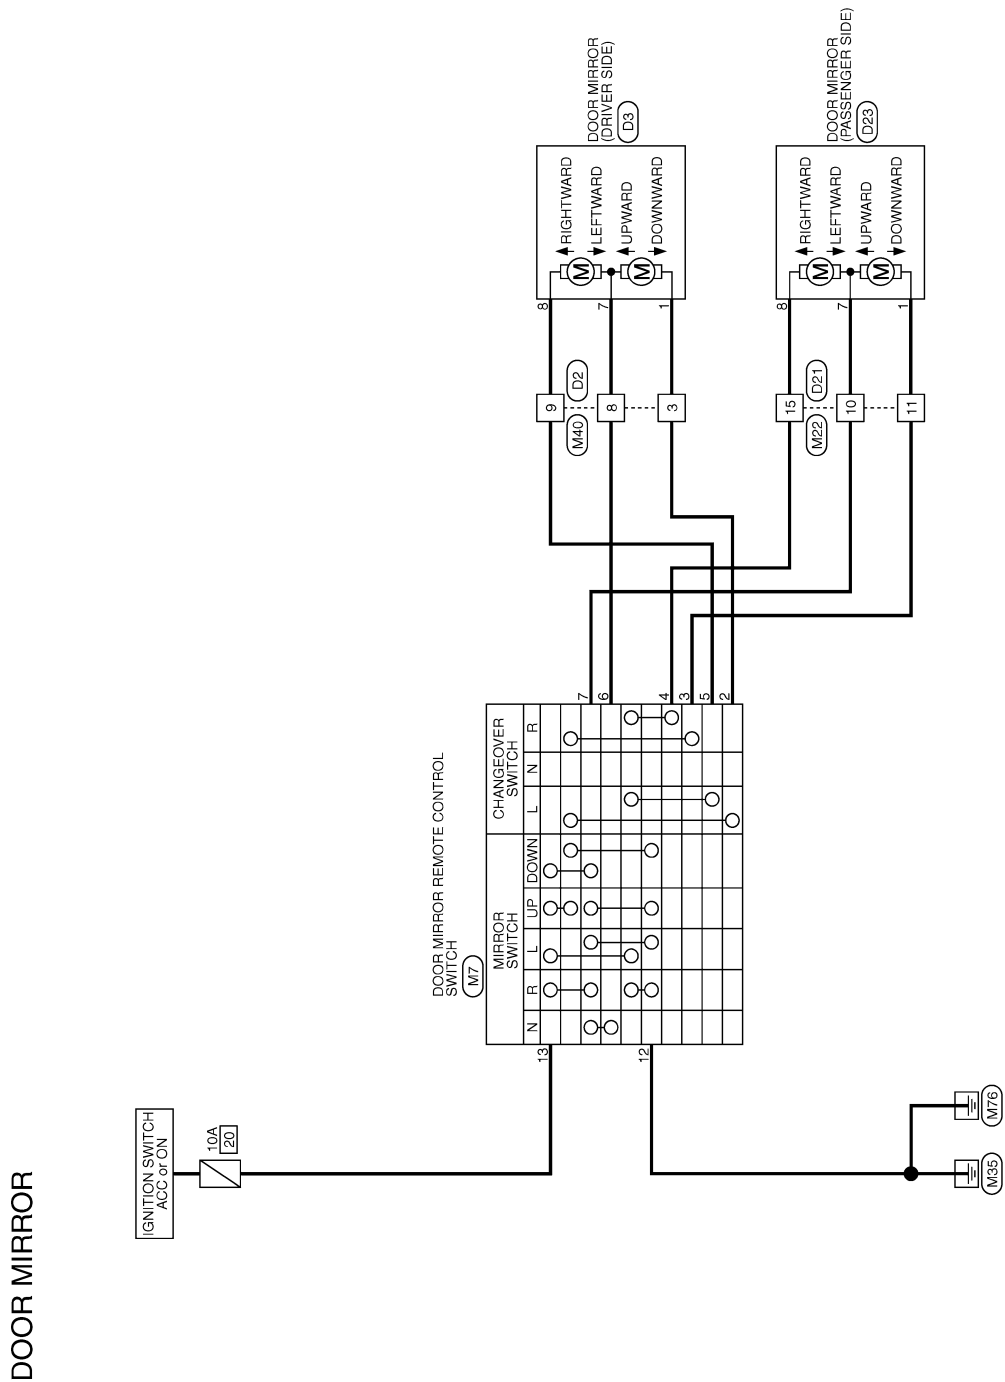 DOOR MIRROR
IGNITION SWITCH
ACC or ON
10A
20
13
12
M35
M76
DOOR MIRROR REMOTE CONTROL
SWITCH
M7
MIRROR
SWITCH
CHANGEOVER
SWITCH
N
R
L
UP
DOWN
L
N
R
7
6
4
3
5
2
M40
D2
9
8
3
M22
D21
15
10
11
8
7
1
8
7
1
M
M
RIGHTWARD
LEFTWARD
UPWARD
DOWNWARD
DOOR MIRROR
(DRIVER SIDE)
D3
M
M
RIGHTWARD
LEFTWARD
UPWARD
DOWNWARD
DOOR MIRROR
(PASSENGER SIDE)
D23